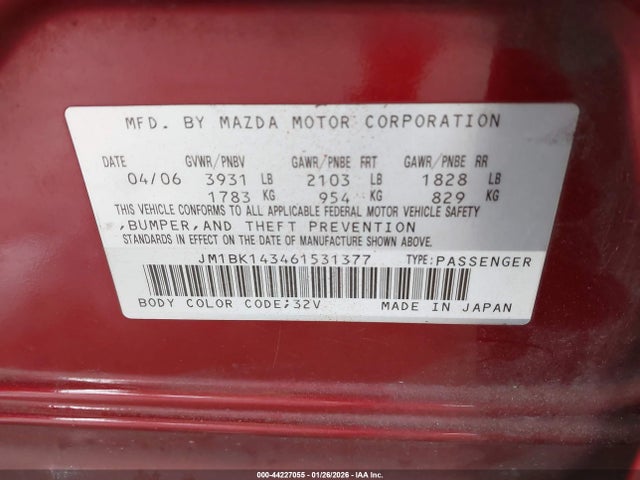 MFD. BY MAZDA MOTOR CORPORATION
DATE GVWR/PNBV GAWR/PNBE FRT GAWR/PNBE RR
04/06 3931 LB 2103 LB 1828 LB
1783 KG 954 KG 829 KG
THIS VEHICLE CONFORMS TO ALL APPLICABLE FEDERAL MOTOR VEHICLE SAFETY
,BUMPER,AND THEFT PREVENTION
STANDARDS IN EFFECT ON THE DATE OF MANUFACTURE SHOWN ABOVE.
JM1BK143461531377 TYPE:PASSENGER
BODY COLOR CODE;32V MADE IN JAPAN
000-44227055 - 01/26/2026 - IAA Inc.